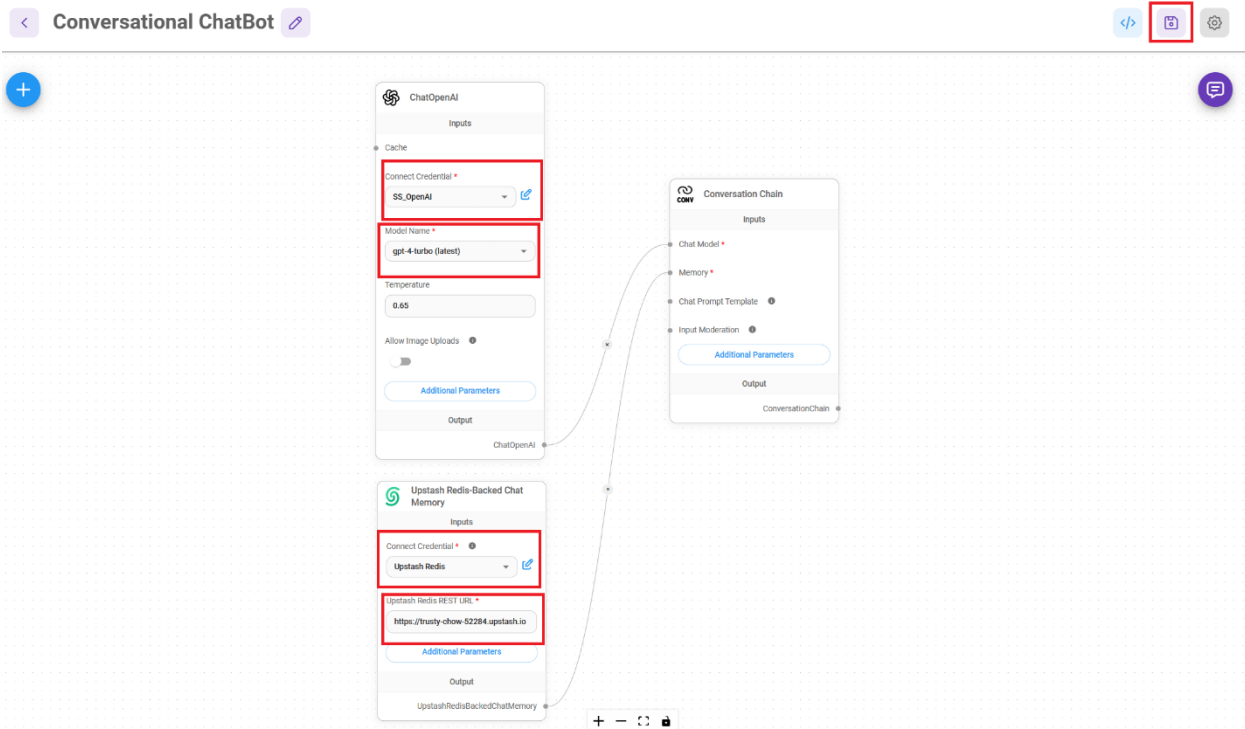 Conversational ChatBot
</>
ChatOpenAI
Inputs
Cache
Connect Credential *
SS_OpenAI
Model Name *
gpt-4-turbo (latest)
Temperature
0.65
Allow Image Uploads
Additional Parameters
Output
ChatOpenAI
Upstash Redis-Backed Chat
Memory
Inputs
Connect Credential *
Upstash Redis
Upstash Redis REST URL *
https://trusty-chow-52284.upstash.io
Additional Parameters
Output
UpstashRedisBackedChatMemory
CONV
Conversation Chain
Inputs
Chat Model *
Memory *
Chat Prompt Template
Input Moderation
Additional Parameters
Output
ConversationChain